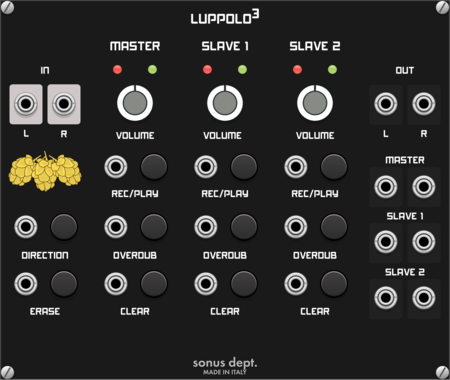 LUPPOLO3
MASTER SLAVE 1 SLAVE 2
IN OUT
L R VOLUME VOLUME VOLUME L R
MASTER
REC/PLAY REC/PLAY REC/PLAY
SLAVE 1
DIRECTION OVERDUB OVERDUB OVERDUB
SLAVE 2
ERASE CLEAR CLEAR CLEAR
sonus dept.
MADE IN ITALY